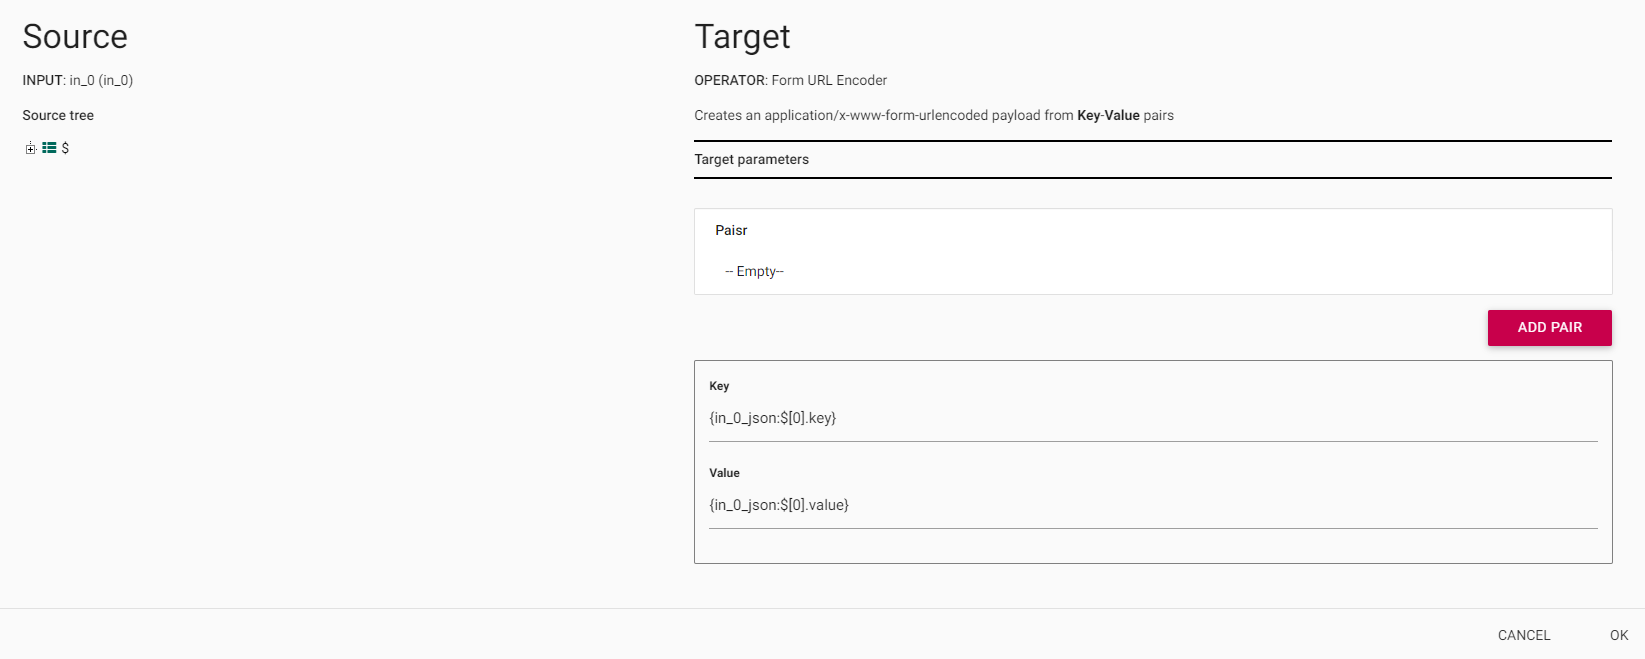 Source
INPUT: in_0 (in_0)
Source tree
$
Target
OPERATOR: Form URL Encoder
Creates an application/x-www-form-urlencoded payload from Key-Value pairs
Target parameters
Paisr
-- Empty--
ADD PAIR
Key
{in_0_json:$[0].key}
Value
{in_0_json:$[0].value}
CANCEL
OK